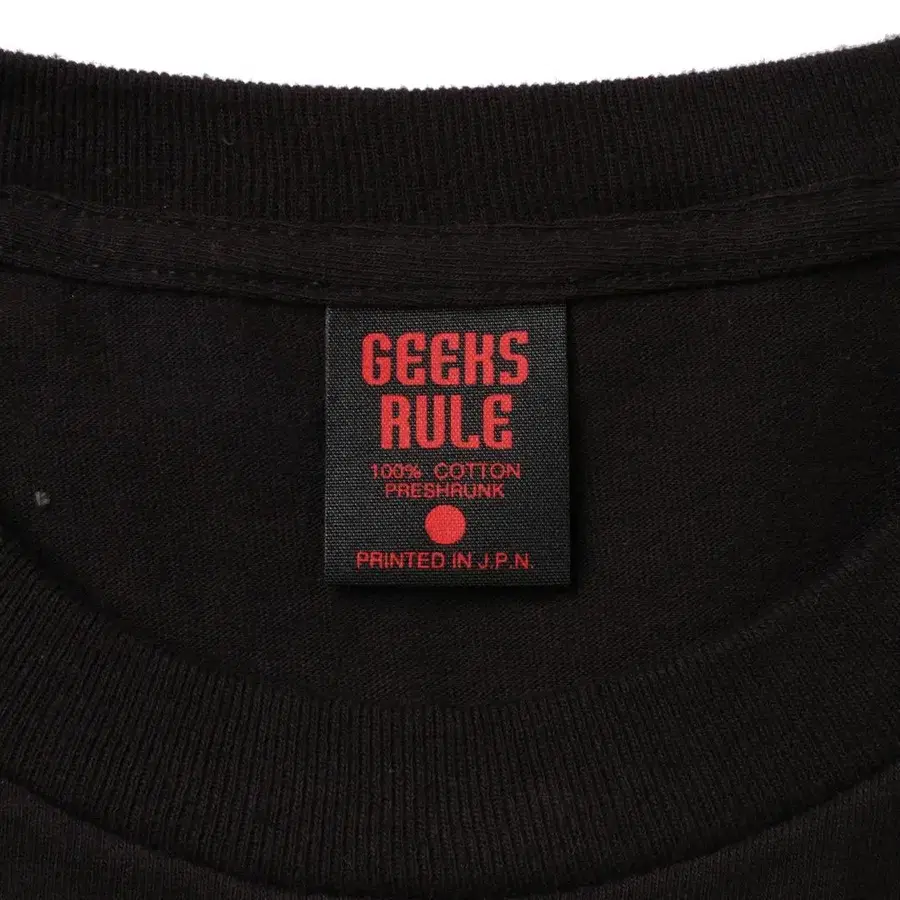 GEEKS
RULE
100% COTTON
PRESHRUNK
PRINTED IN J.P.N.